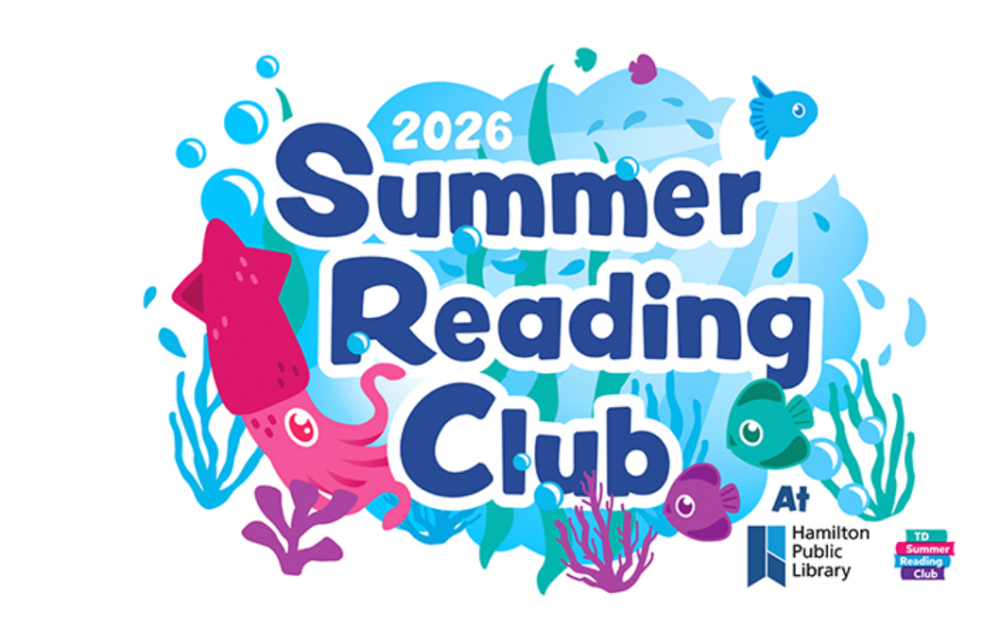 2026
Summer
Reading
Club
At
Hamilton
Public
Library
TD
Summer
Reading
Club